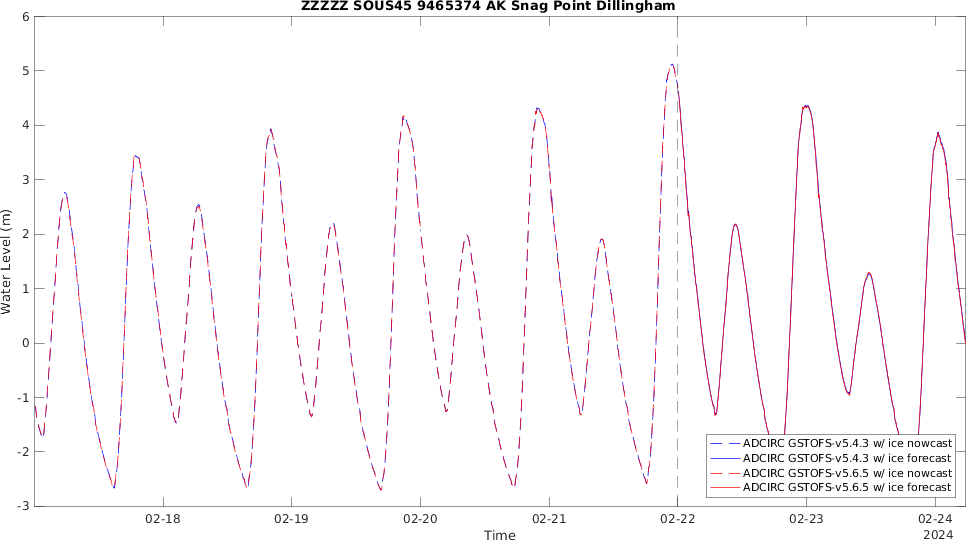 ZZZZZ SOUS45 9465374 AK Snag Point Dillingham
6
5
4
3
2
1
0
-1
-2
-3
Water Level (m)
ADCIRC GSTOFS-v5.4.3 w/ ice nowcast
ADCIRC GSTOFS-v5.4.3 w/ ice forecast
ADCIRC GSTOFS-v5.6.5 w/ ice nowcast
ADCIRC GSTOFS-v5.6.5 w/ ice forecast
02-18 02-19 02-20 02-21 02-22 02-23 02-24
Time 2024